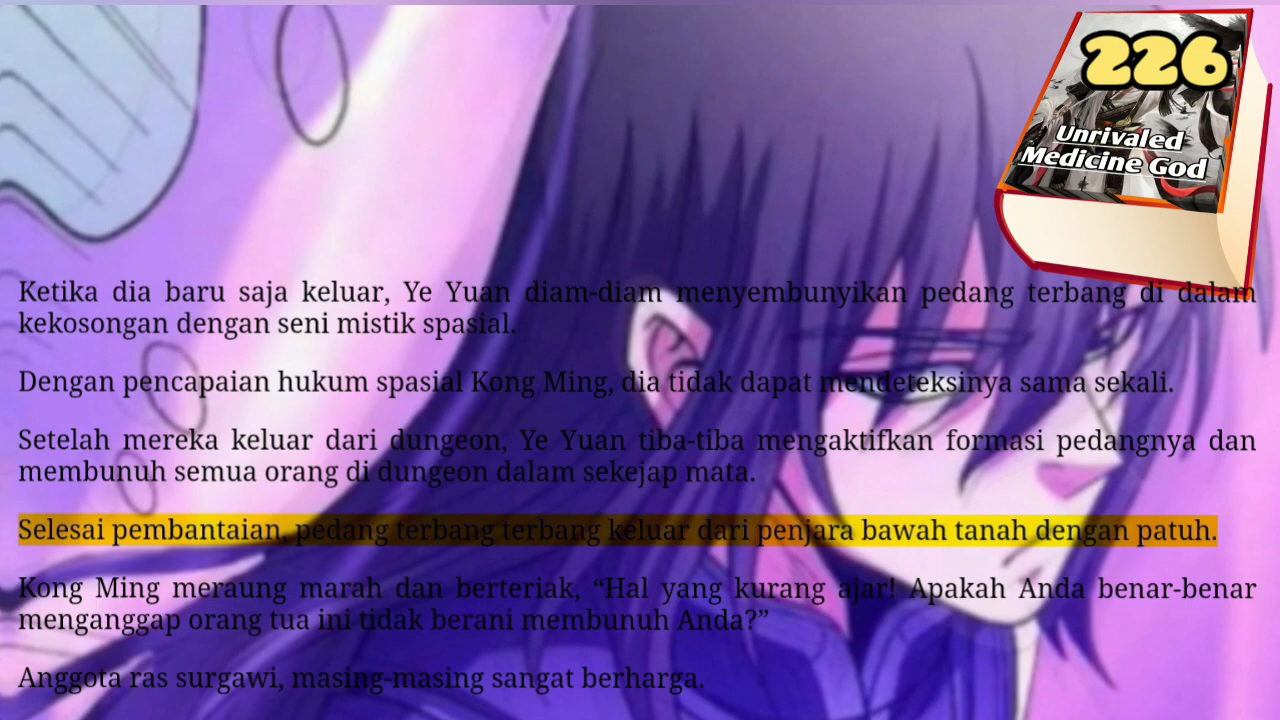 226
Unrivaled
Medicine God
Ketika dia baru saja keluar, Ye Yuan diam-diam menyembunyikan pedang terbang di dalam
kekosongan dengan seni mistik spasial.
Dengan pencapaian hukum spasial Kong Ming, dia tidak dapat mendeteksinya sama sekali.
Setelah mereka keluar dari dungeon, Ye Yuan tiba-tiba mengaktifkan formasi pedangnya dan
membunuh semua orang di dungeon dalam sekejap mata.
Selesai pembantaian, pedang terbang terbang keluar dari penjara bawah tanah dengan patuh.
Kong Ming meraung marah dan berteriak, “Hal yang kurang ajar! Apakah Anda benar-benar
menganggap orang tua ini tidak berani membunuh Anda?”
Anggota ras surgawi, masing-masing sangat berharga.